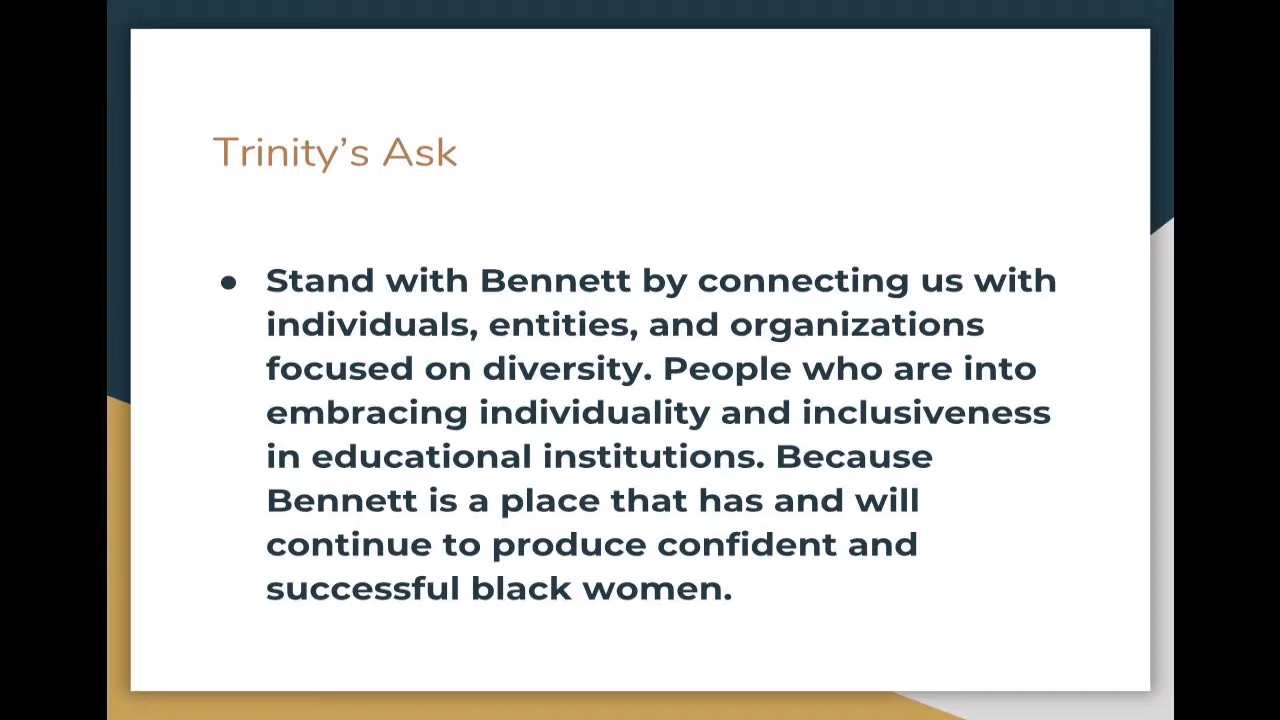 Trinity’s Ask
● Stand with Bennett by connecting us with
individuals, entities, and organizations
focused on diversity. People who are into
embracing individuality and inclusiveness
in educational institutions. Because
Bennett is a place that has and will
continue to produce confident and
successful black women.